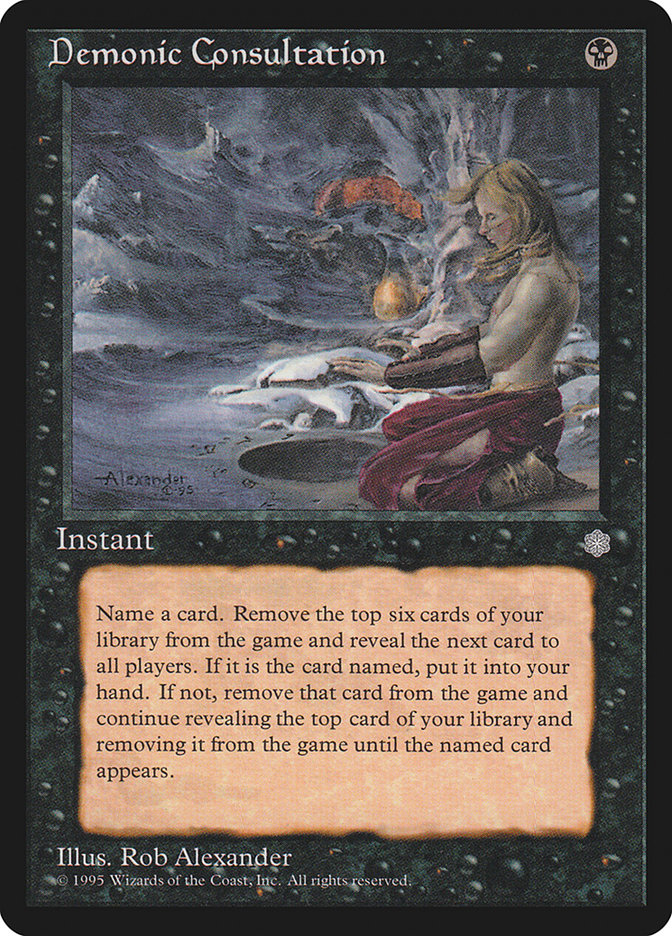 Demonic Consultation
Alexander
© 95
Instant
Name a card. Remove the top six cards of your
library from the game and reveal the next card to
all players. If it is the card named, put it into your
hand. If not, remove that card from the game and
continue revealing the top card of your library and
removing it from the game until the named card
appears.
Illus. Rob Alexander
© 1995 Wizards of the Coast, Inc. All rights reserved.